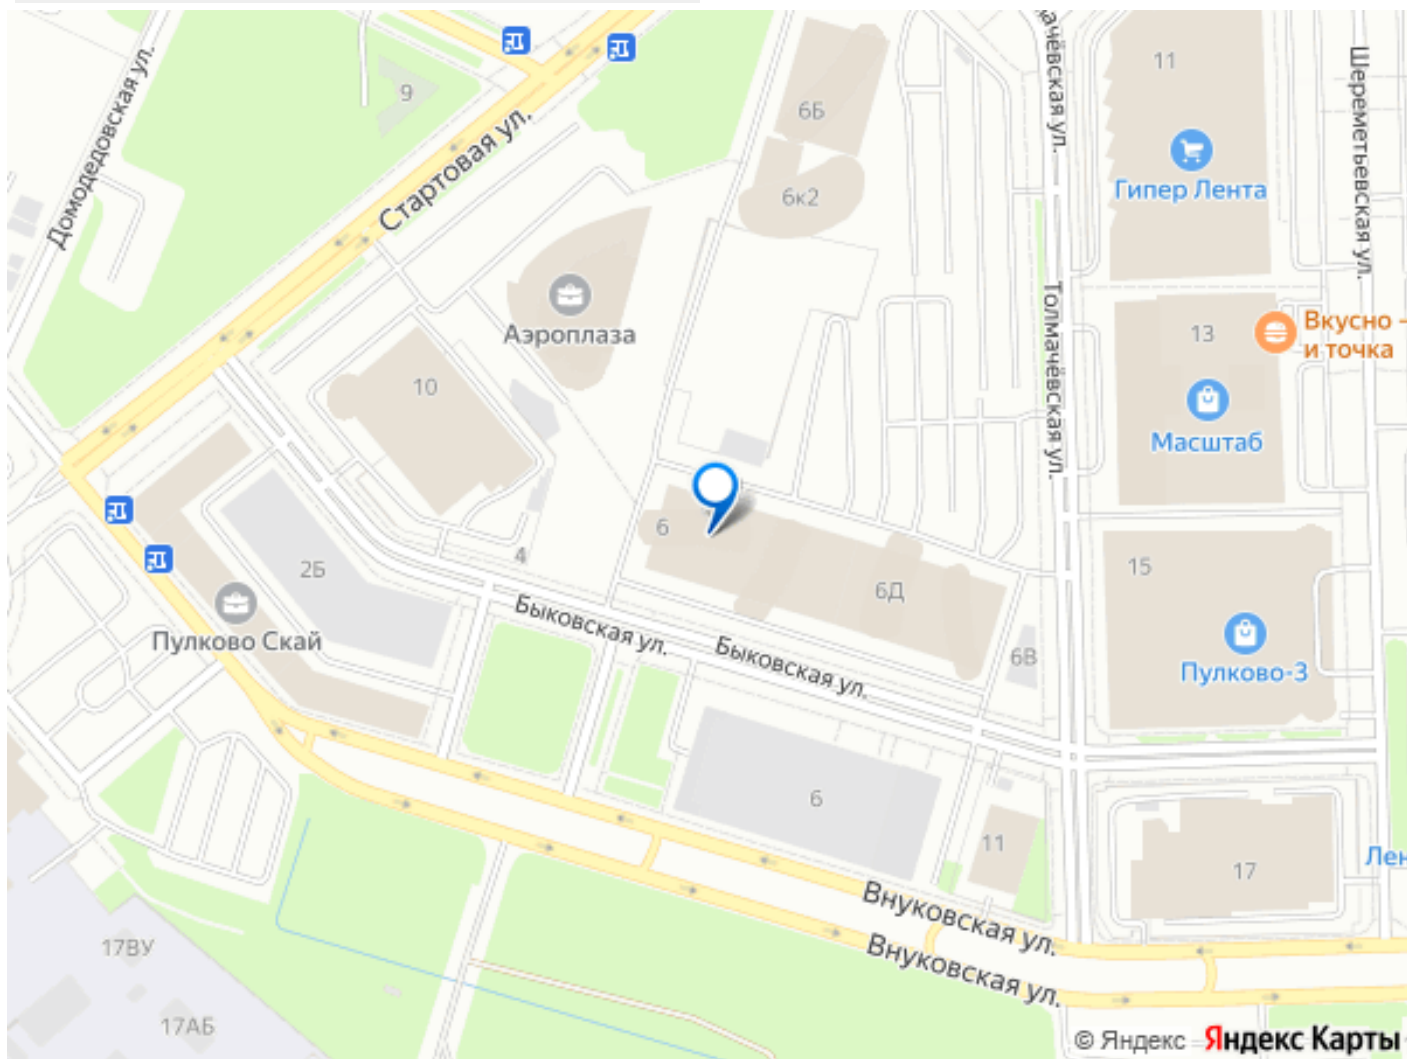 Домодедовская ул.
9
Стартовая ул.
6Б
6к2
11
Гипер Лента
Шереметьевская ул.
Аэроплаза
Толмачёвская ул.
13
Вкусно –
и точка
10
Масштаб
6
15
2Б
4
6Д
Быковская ул.
Быковская ул.
6В
Пулково Скай
Пулково-3
6
11
17
Внуковская ул.
Внуковская ул.
17ВУ
17АБ
© Яндекс Яндекс Карты